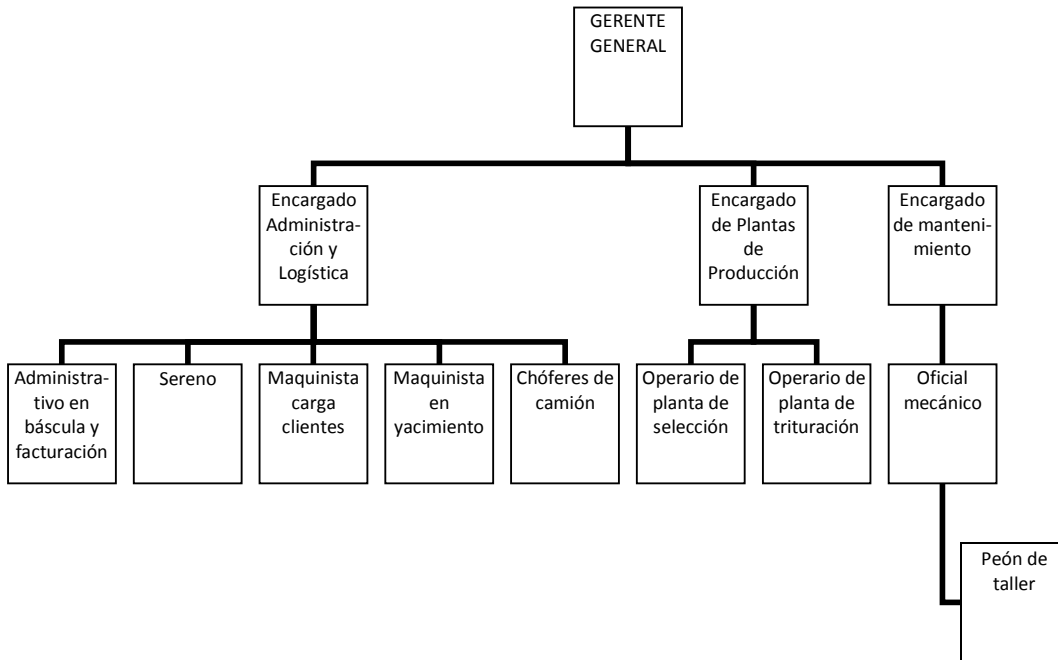 GERENTE
GENERAL
Encargado
Administra-
ción y
Logística
Encargado
de Plantas
de
Producción
Encargado
de manteni-
miento
Administra-
tivo en
báscula y
facturación
Sereno
Maquinista
carga
clientes
Maquinista
en
yacimiento
Chóferes de
camión
Operario de
planta de
selección
Operario de
planta de
trituración
Oficial
mecánico
Peón de
taller